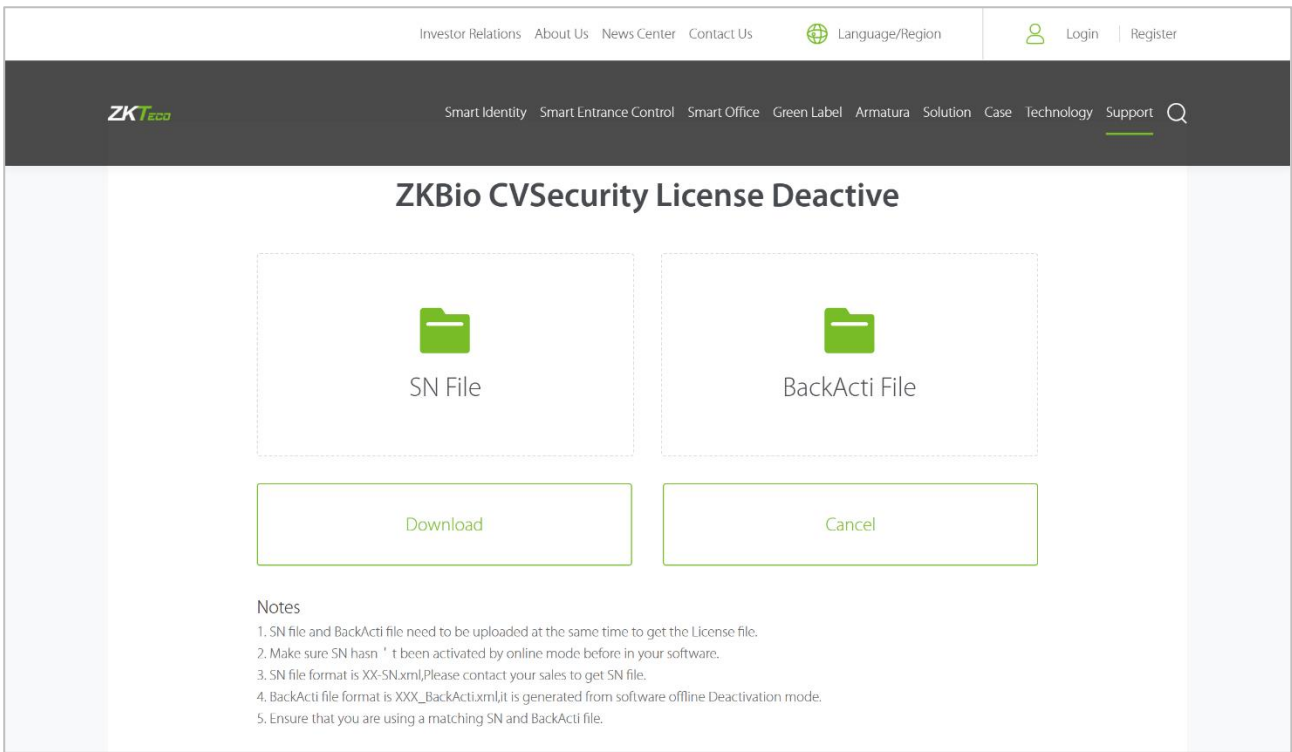 Investor Relations About Us News Center Contact Us Language/Region Login Register
ZKTECO Smart Identity Smart Entrance Control Smart Office Green Label Armatura Solution Case Technology Support
ZKBio CVSecurity License Deactive
SN File BackActi File
Download Cancel
Notes
1. SN file and BackActi file need to be uploaded at the same time to get the License file.
2. Make sure SN hasn ' t been activated by online mode before in your software.
3. SN file format is XX-SN.xml,Please contact your sales to get SN file.
4. BackActi file format is XXX_BackActi.xml,it is generated from software offline Deactivation mode.
5. Ensure that you are using a matching SN and BackActi file.